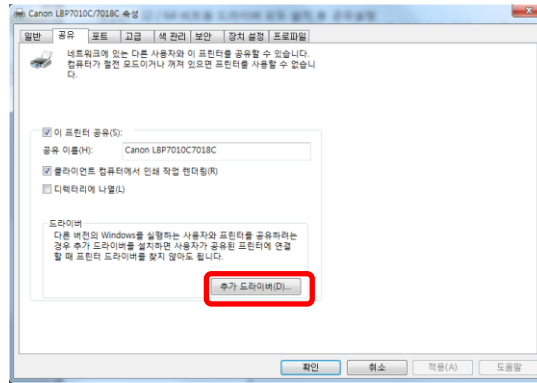 Canon LBP7010C/7018C 속성
일반 공유 포트 고급 색 관리 보안 장치 설정 프로파일
네트워크에 있는 다른 사용자와 이 프린터를 공유할 수 있습니다.
컴퓨터가 절전 모드이거나 꺼져 있으면 프린터를 사용할 수 없습니
다.
이 프린터 공유(S):
공유 이름(H): Canon LBP7010C7018C
클라이언트 컴퓨터에서 인쇄 작업 렌더링(R)
디렉터리에 나열(L)
드라이버
다른 버전의 Windows를 실행하는 사용자와 프린터를 공유하려는
경우 추가 드라이버를 설치하면 사용자가 공유된 프린터에 연결
할 때 프린터 드라이버를 찾지 않아도 됩니다.
추가 드라이버(D)...
확인 취소 적용(A) 도움말